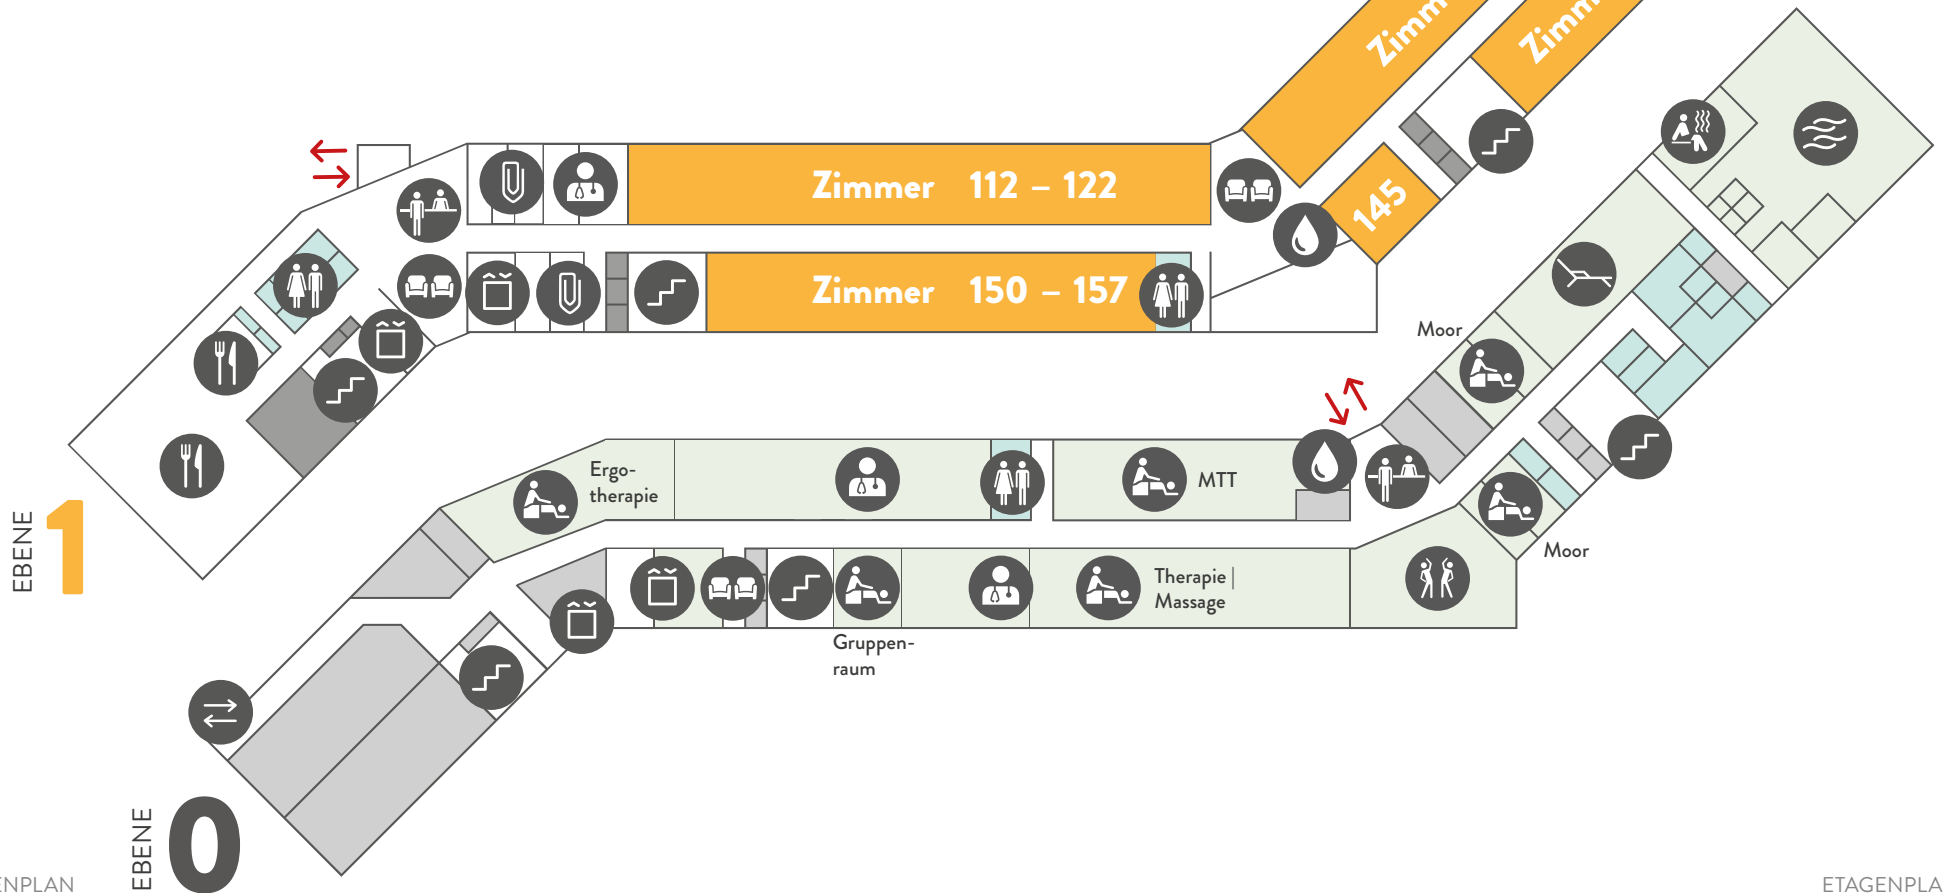 Zimm
Zimm
Zimmer 112 – 122
145
Zimmer 150 – 157
Moor
EBENE 1
Ergo-
therapie
MTT
Moor
Therapie |
Massage
Gruppen-
raum
EBENE 0
ENPLAN
ETAGENPLA